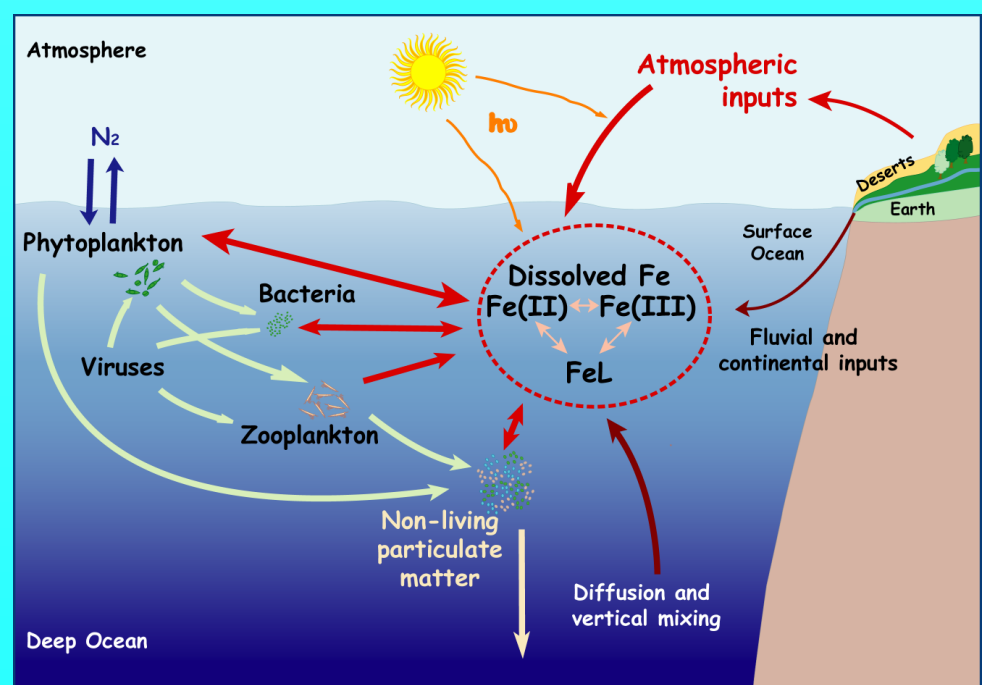 Atmosphere
Atmospheric
inputs
hυ
N₂
Deserts
Earth
Phytoplankton
Surface
Ocean
Dissolved Fe
Fe(II)
Fe(III)
FeL
Bacteria
Fluvial and
continental inputs
Viruses
Zooplankton
Non-living
particulate
matter
Diffusion and
vertical mixing
Deep Ocean